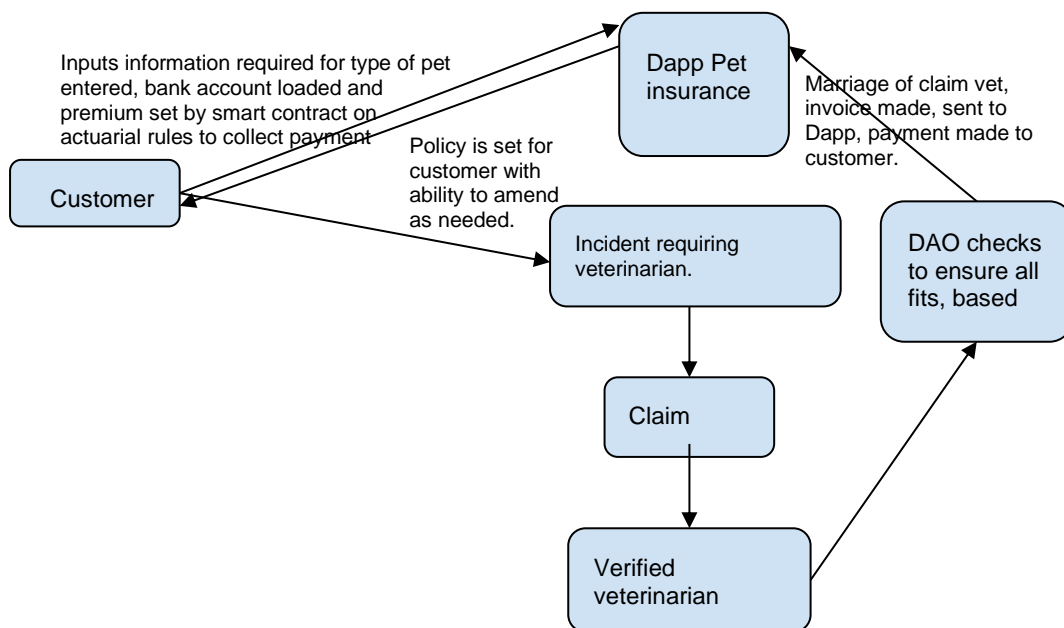 Inputs information required for type of pet
entered, bank account loaded and
premium set by smart contract on
actuarial rules to collect payment
Dapp Pet
insurance
Marriage of claim vet,
invoice made, sent to
Dapp, payment made to
customer.
Customer
Policy is set for
customer with
ability to amend
as needed.
Incident requiring
veterinarian.
DAO checks
to ensure all
fits, based
Claim
Verified
veterinarian